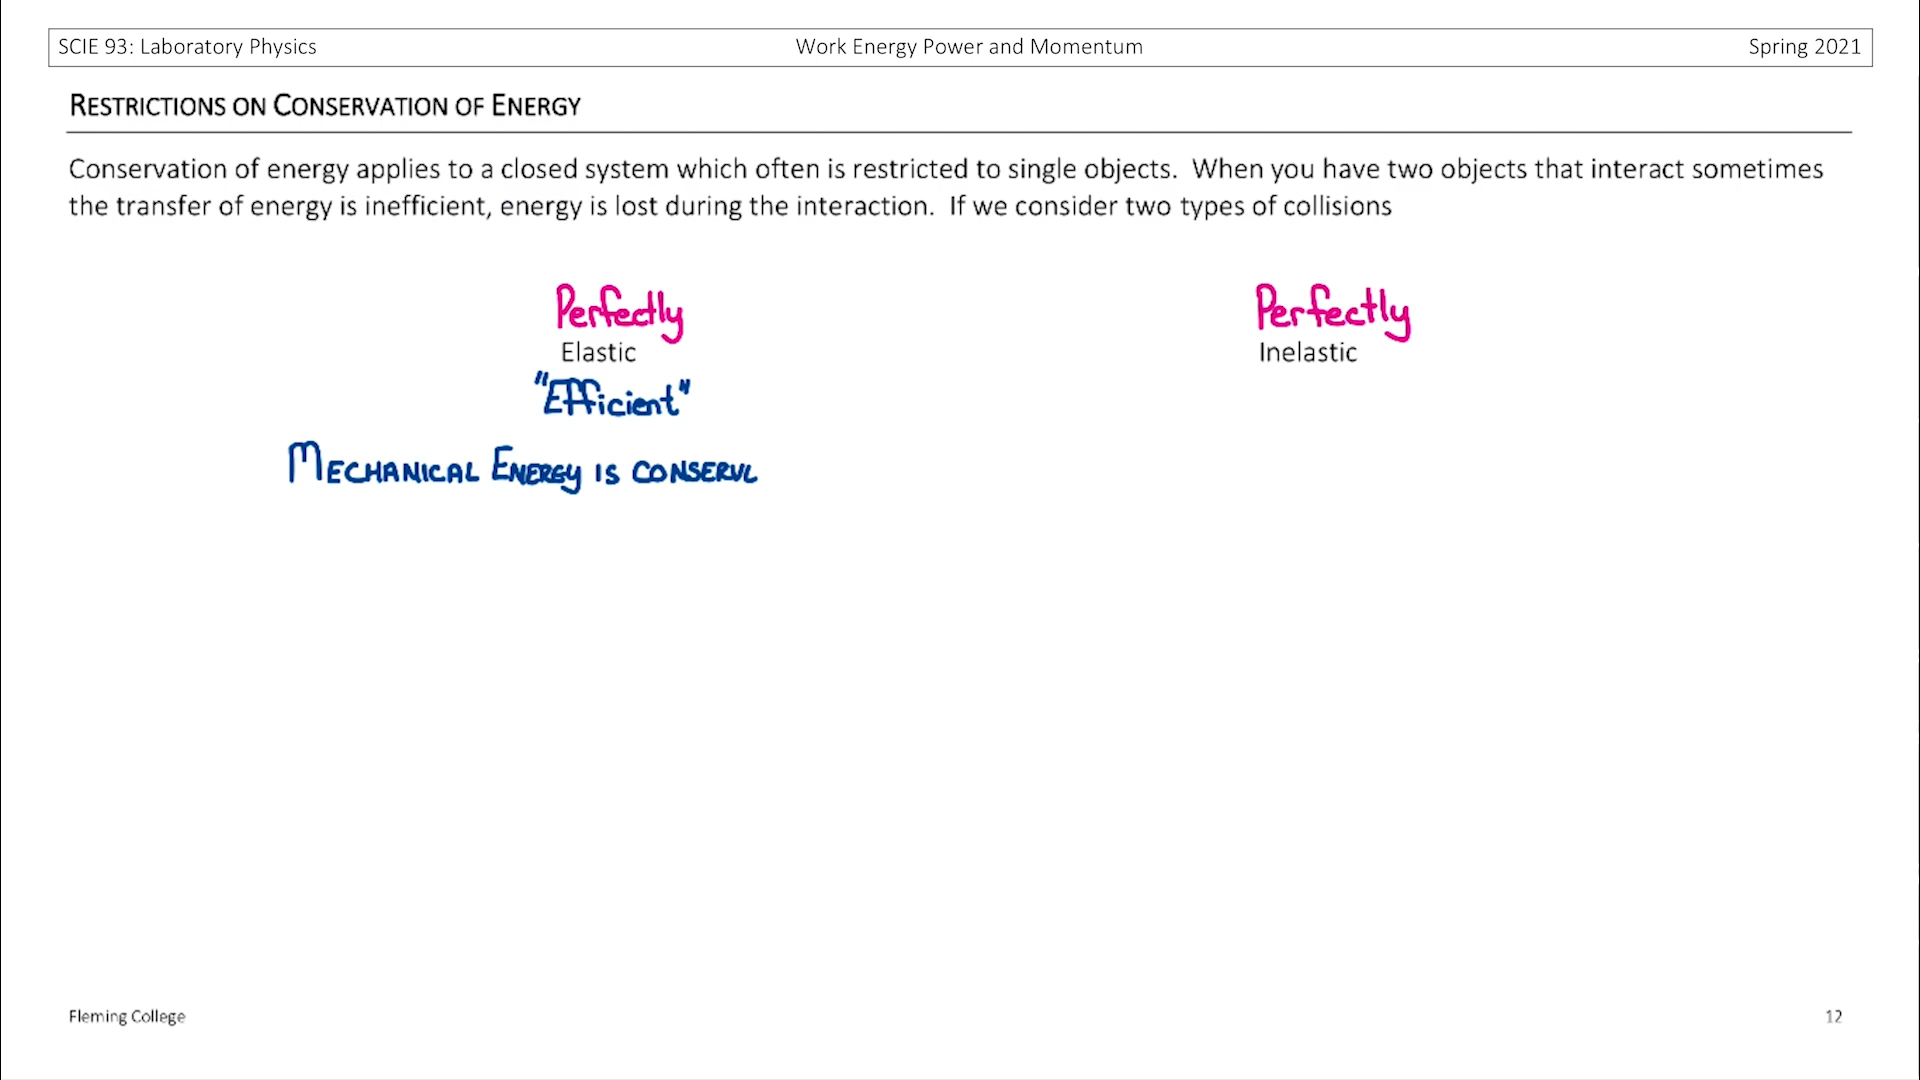 SCIE 93: Laboratory Physics Work Energy Power and Momentum Spring 2021
RESTRICTIONS ON CONSERVATION OF ENERGY
Conservation of energy applies to a closed system which often is restricted to single objects. When you have two objects that interact sometimes
the transfer of energy is inefficient, energy is lost during the interaction. If we consider two types of collisions
Perfectly Perfectly
Elastic Inelastic
"Efficient"
MECHANICAL ENERGY IS CONSERVL
Fleming College 12